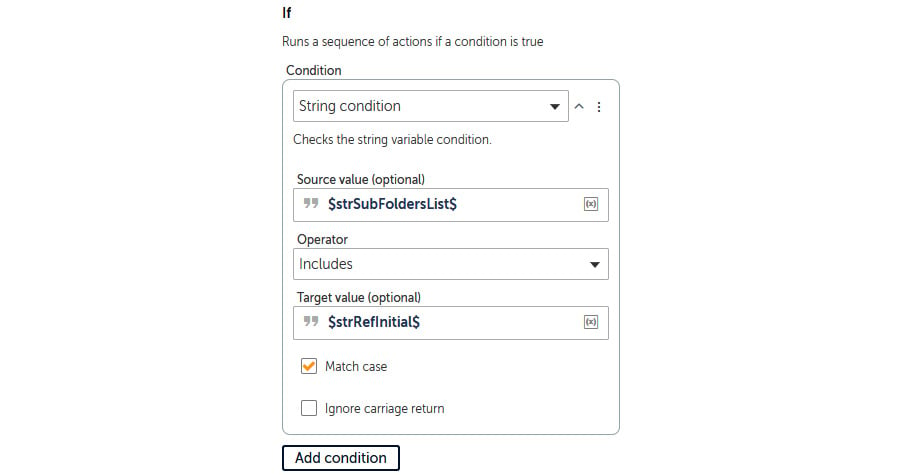 If
Runs a sequence of actions if a condition is true
Condition
String condition
Checks the string variable condition.
Source value (optional)
$strSubFoldersList$
(x)
Operator
Includes
Target value (optional)
$strRefInitial$
(x)
Match case
Ignore carriage return
Add condition